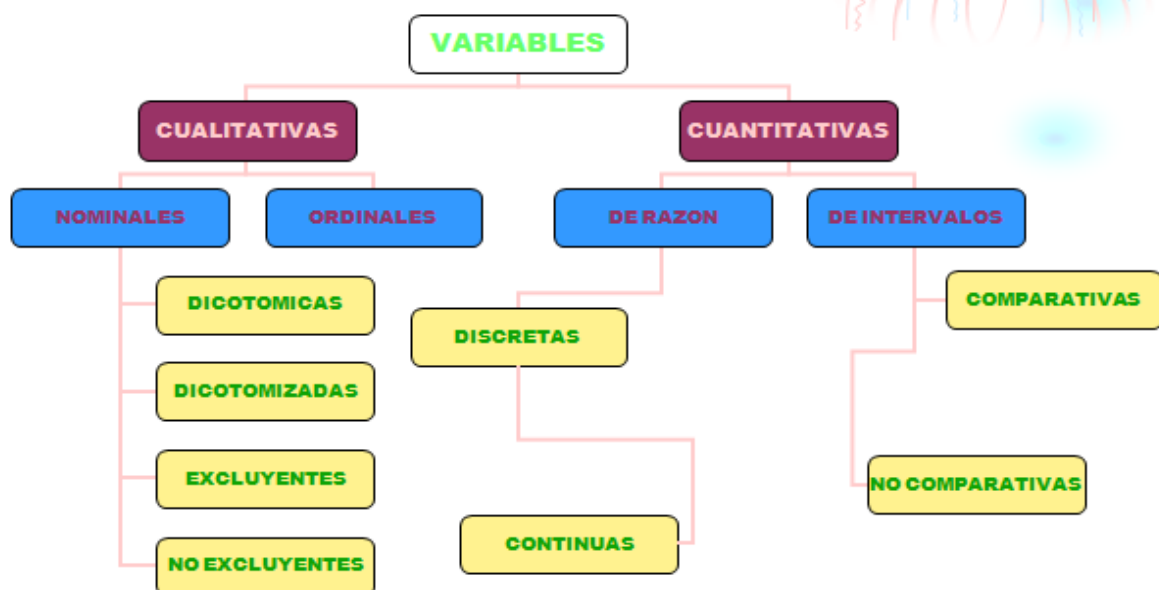 VARIABLES
CUALITATIVAS
CUANTITATIVAS
NOMINALES
ORDINALES
DE RAZON
DE INTERVALOS
DICOTOMICAS
COMPARATIVAS
DISCRETAS
DICOTOMIZADAS
EXCLUYENTES
NO COMPARATIVAS
CONTINUAS
NO EXCLUYENTES